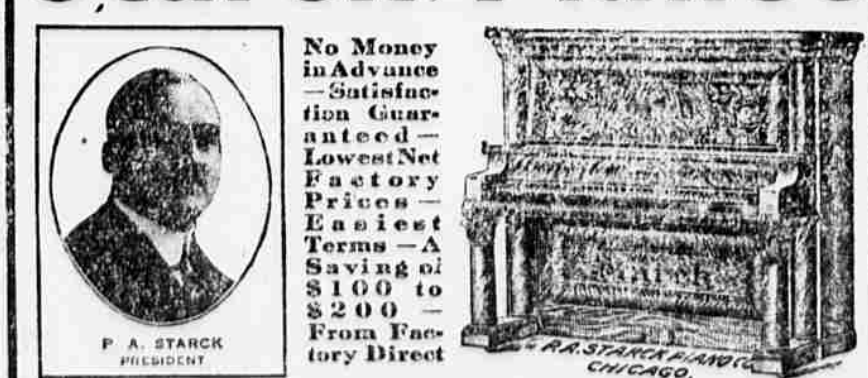 P. A. STARCK
PRESIDENT
No Money
in Advance
— Satisfac-
tion Guar-
anteed —
Lowest Net
Factory
Prices —
Easiest
Terms — A
Saving of
$100 to
$200 —
From Fac-
tory Direct
Starck
P.A. STARCK PIANO CO.
CHICAGO.